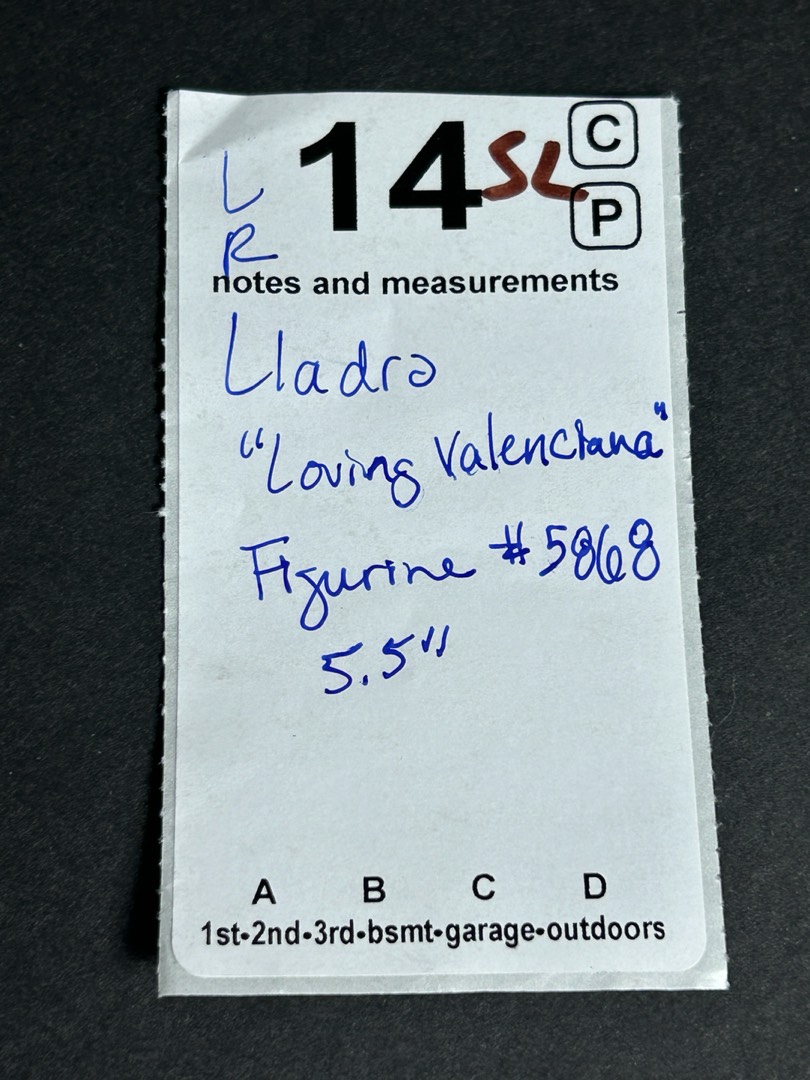 L 14 SL C
R P
notes and measurements
Lladro
"Loving Valenciana"
Figurine #5868
5.5"
A B C D
1st•2nd•3rd•bsmt•garage•outdoors